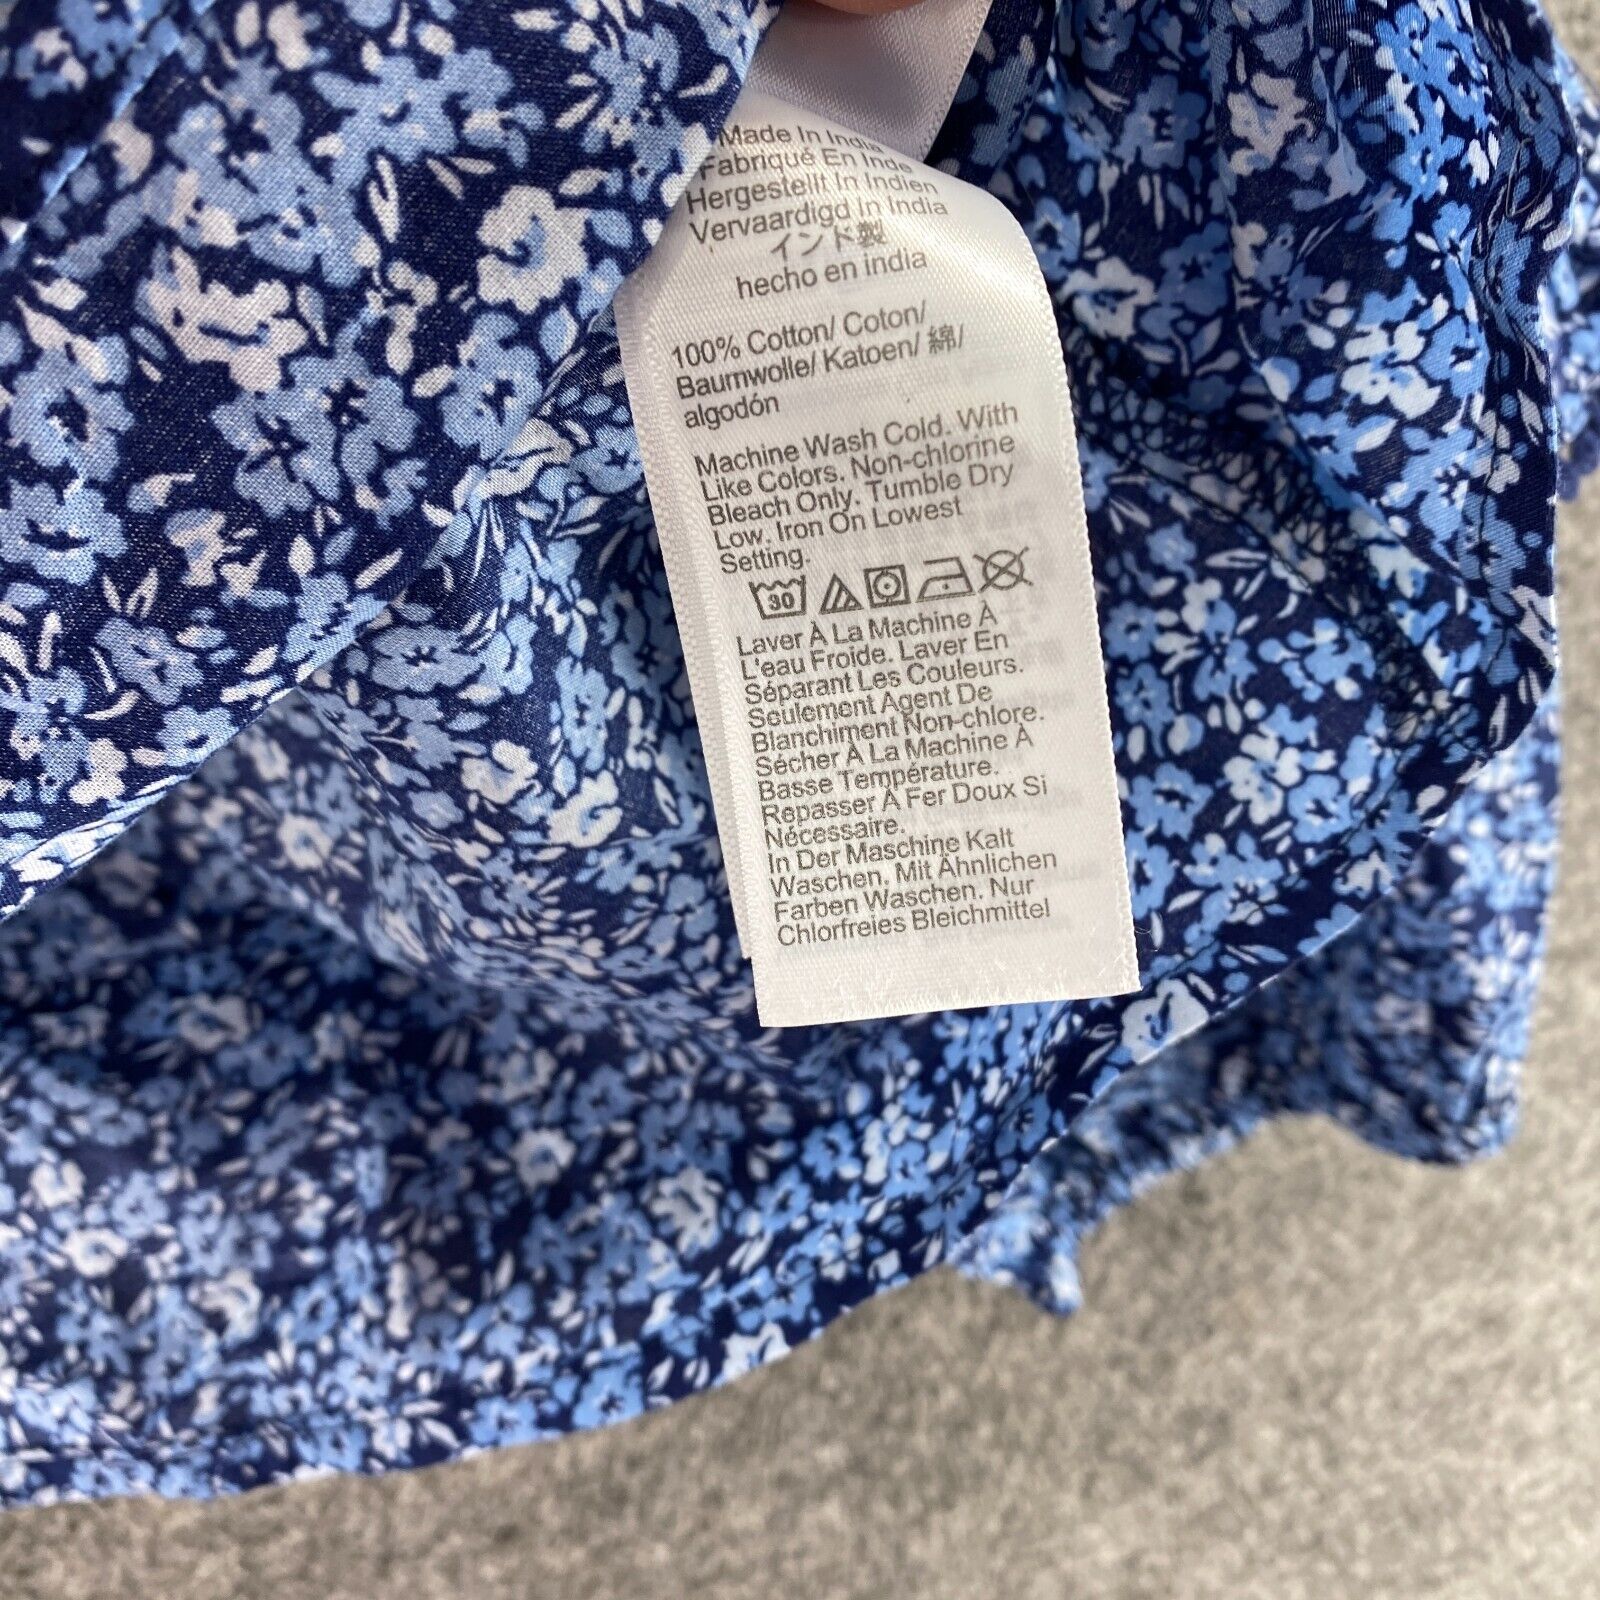 Made In India
Fabriqué En Inde
Hergestellt In Indien
Vervaardigd In India
インド製
hecho en india
100% Cotton/ Coton/
Baumwolle/ Katoen/ 綿/
algodón
Machine Wash Cold. With
Like Colors. Non-chlorine
Bleach Only. Tumble Dry
Low. Iron On Lowest
Setting.
30
Laver À La Machine À
L'eau Froide. Laver En
Séparant Les Couleurs.
Seulement Agent De
Blanchiment Non-chlore.
Sécher À La Machine À
Basse Température.
Repasser À Fer Doux Si
Nécessaire.
In Der Maschine Kalt
Waschen. Mit Ähnlichen
Farben Waschen. Nur
Chlorfreies Bleichmittel